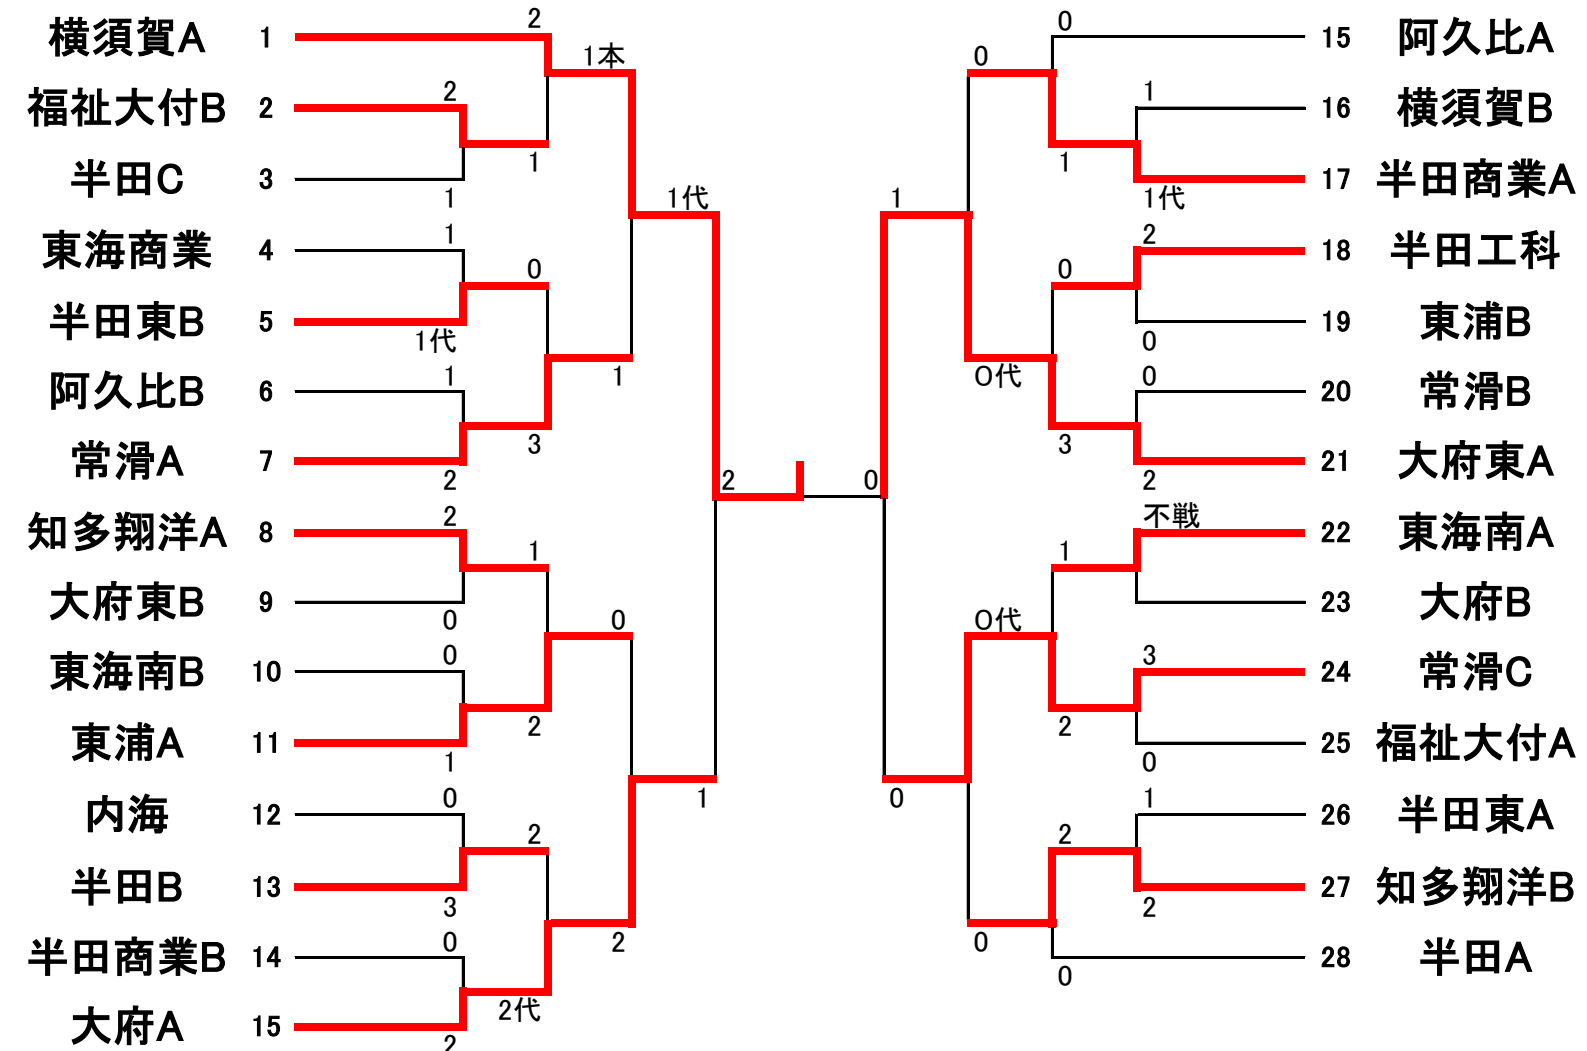 横須賀A 1 2 1本
福祉大付B 2 2 1
半田C 3 1
東海商業 4 1 0 1代
半田東B 5 1代 1
阿久比B 6 1
常滑A 7 2 3
知多翔洋A 8 2 1 2
大府東B 9 0 0
東海南B 10 0
東浦A 11 1 2
内海 12 0 2 1
半田B 13 3
半田商業B 14 0 2
大府A 15 2 2代
0 15 阿久比A
0 1 16 横須賀B
1 1代 17 半田商業A
1 0 2 18 半田工科
0代 0 19 東浦B
0 20 常滑B
3 2 21 大府東A
0 1 不戦 22 東海南A
0代 23 大府B
3 24 常滑C
2 0 25 福祉大付A
0 2 1 26 半田東A
2 27 知多翔洋B
0 0 28 半田A